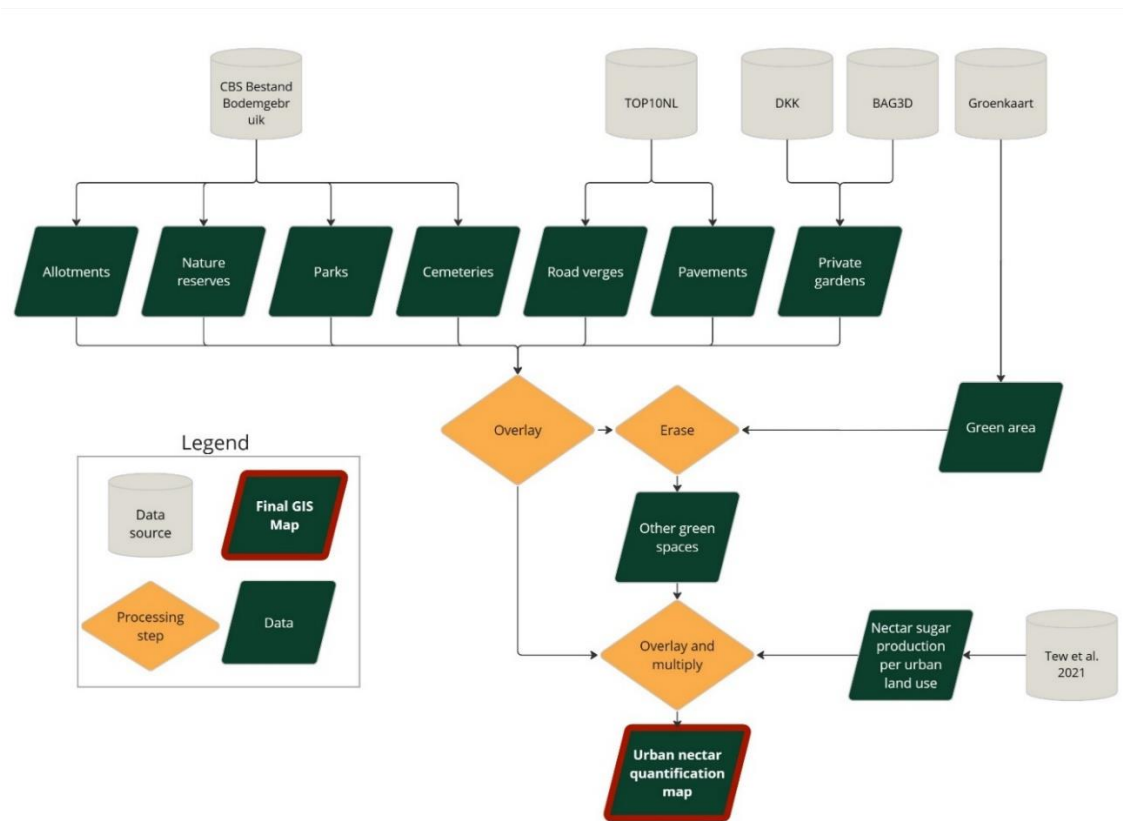 CBS Bestand
Bodemgebr
uik
TOP10NL
DKK
BAG3D
Groenkaart
Allotments
Nature
reserves
Parks
Cemeteries
Road verges
Pavements
Private
gardens
Overlay
Erase
Green area
Legend
Data
source
Final GIS
Map
Processing
step
Data
Other green
spaces
Overlay and
multiply
Nectar sugar
production
per urban
land use
Tew et al.
2021
Urban nectar
quantification
map